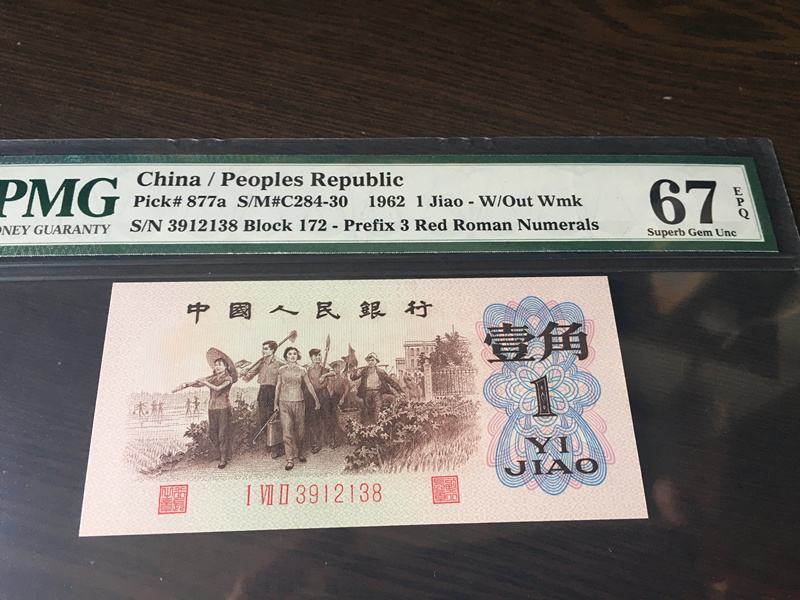 PMG
ONEY GUARANTY
China / Peoples Republic
Pick# 877a S/M#C284-30 1962 1 Jiao - W/Out Wmk
S/N 3912138 Block 172 - Prefix 3 Red Roman Numerals
67
EPQ
Superb Gem Unc
中國人民銀行
壹角
1
YI
JIAO
I VII II 3912138